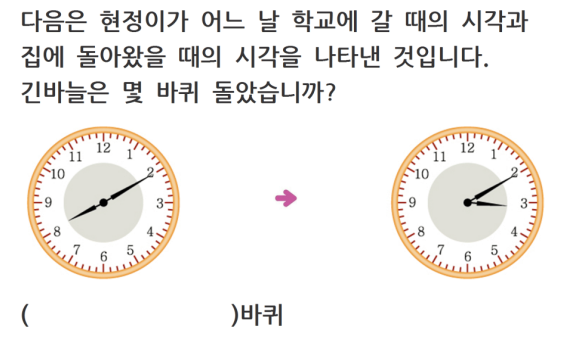 다음은 현정이가 어느 날 학교에 갈 때의 시각과
집에 돌아왔을 때의 시각을 나타낸 것입니다.
긴바늘은 몇 바퀴 돌았습니까?
12 1 2 3 4 5 6 7 8 9 10 11
12 1 2 3 4 5 6 7 8 9 10 11
( )바퀴